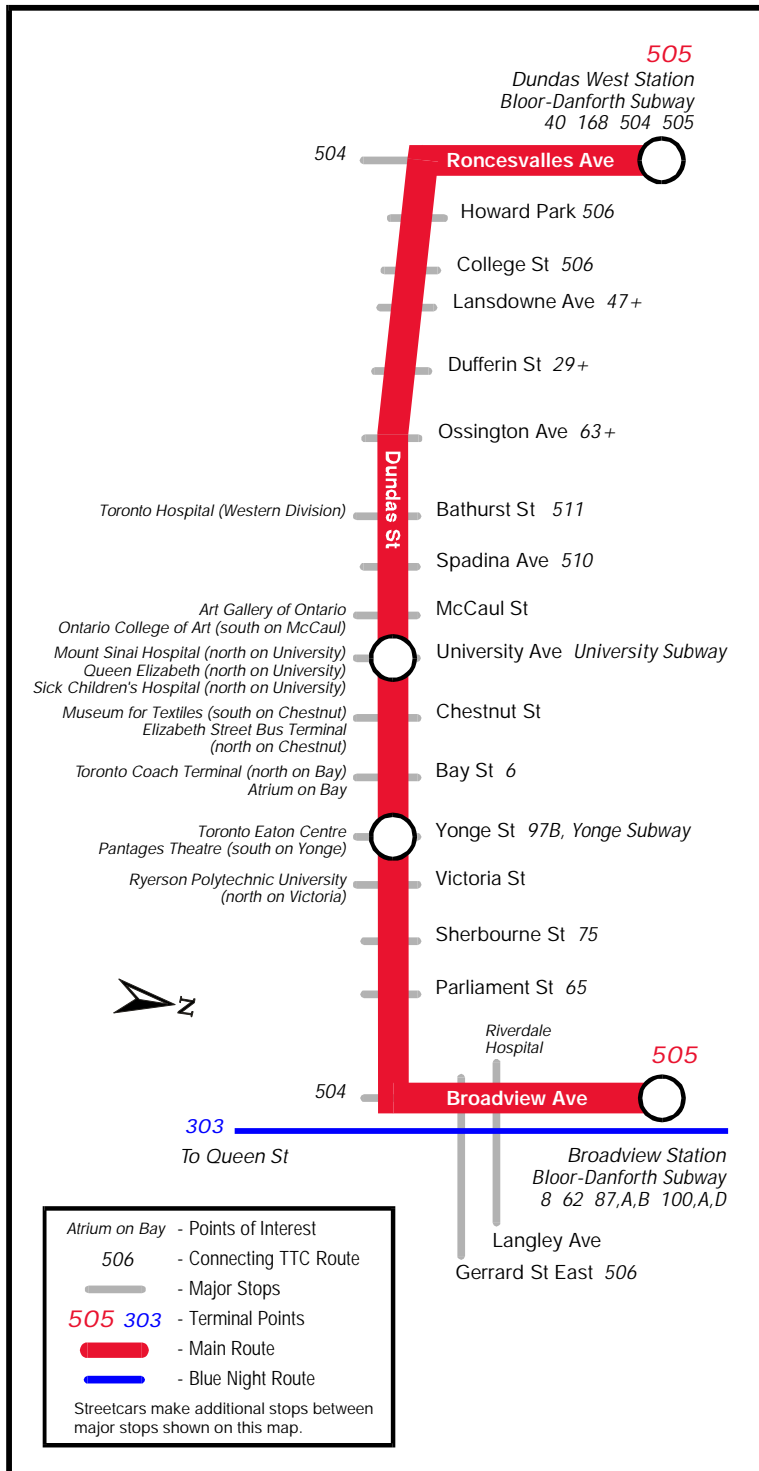 505
Dundas West Station
Bloor-Danforth Subway
40 168 504 505
504
Roncesvalles Ave
Howard Park 506
College St 506
Lansdowne Ave 47+
Dufferin St 29+
Ossington Ave 63+
Dundas St
Toronto Hospital (Western Division)
Bathurst St 511
Spadina Ave 510
Art Gallery of Ontario
Ontario College of Art (south on McCaul)
McCaul St
Mount Sinai Hospital (north on University)
Queen Elizabeth (north on University)
Sick Children's Hospital (north on University)
University Ave University Subway
Museum for Textiles (south on Chestnut)
Elizabeth Street Bus Terminal
(north on Chestnut)
Chestnut St
Toronto Coach Terminal (north on Bay)
Atrium on Bay
Bay St 6
Toronto Eaton Centre
Pantages Theatre (south on Yonge)
Yonge St 97B, Yonge Subway
Ryerson Polytechnic University
(north on Victoria)
Victoria St
Sherbourne St 75
Parliament St 65
N
Riverdale
Hospital
505
504
Broadview Ave
303
To Queen St
Broadview Station
Bloor-Danforth Subway
8 62 87,A,B 100,A,D
Langley Ave
Gerrard St East 506
Atrium on Bay - Points of Interest
506 - Connecting TTC Route
- Major Stops
505 303 - Terminal Points
- Main Route
- Blue Night Route
Streetcars make additional stops between
major stops shown on this map.